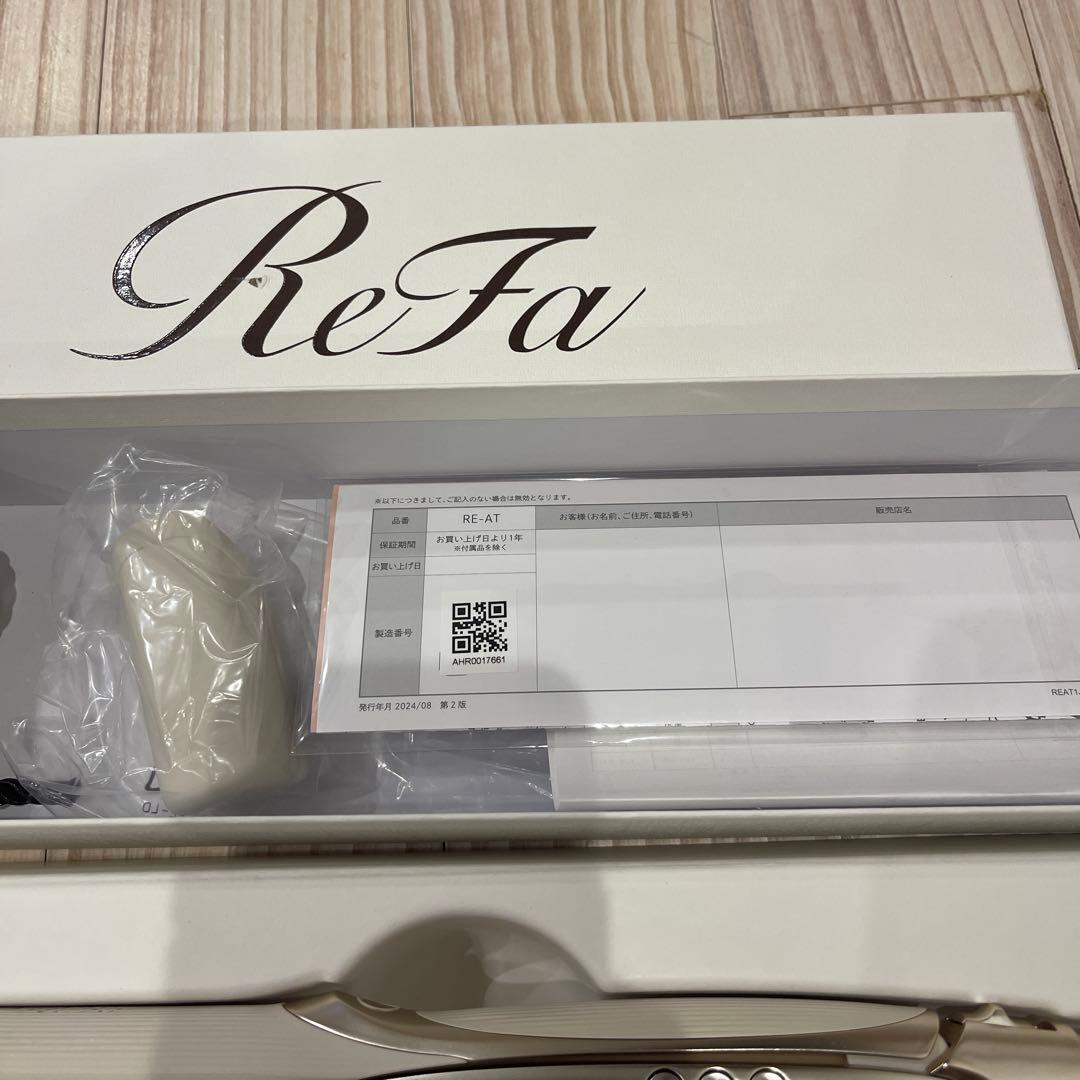 ReFa
※以下につきまして、ご記入のない場合は無効となります。
品番
RE-AT
お客様（お名前、ご住所、電話番号）
販売店名
保証期間
お買い上げ日より1年
※付属品を除く
お買い上げ日
製造番号
AHR0017661
発行年月 2024/08 第2版
REAT1